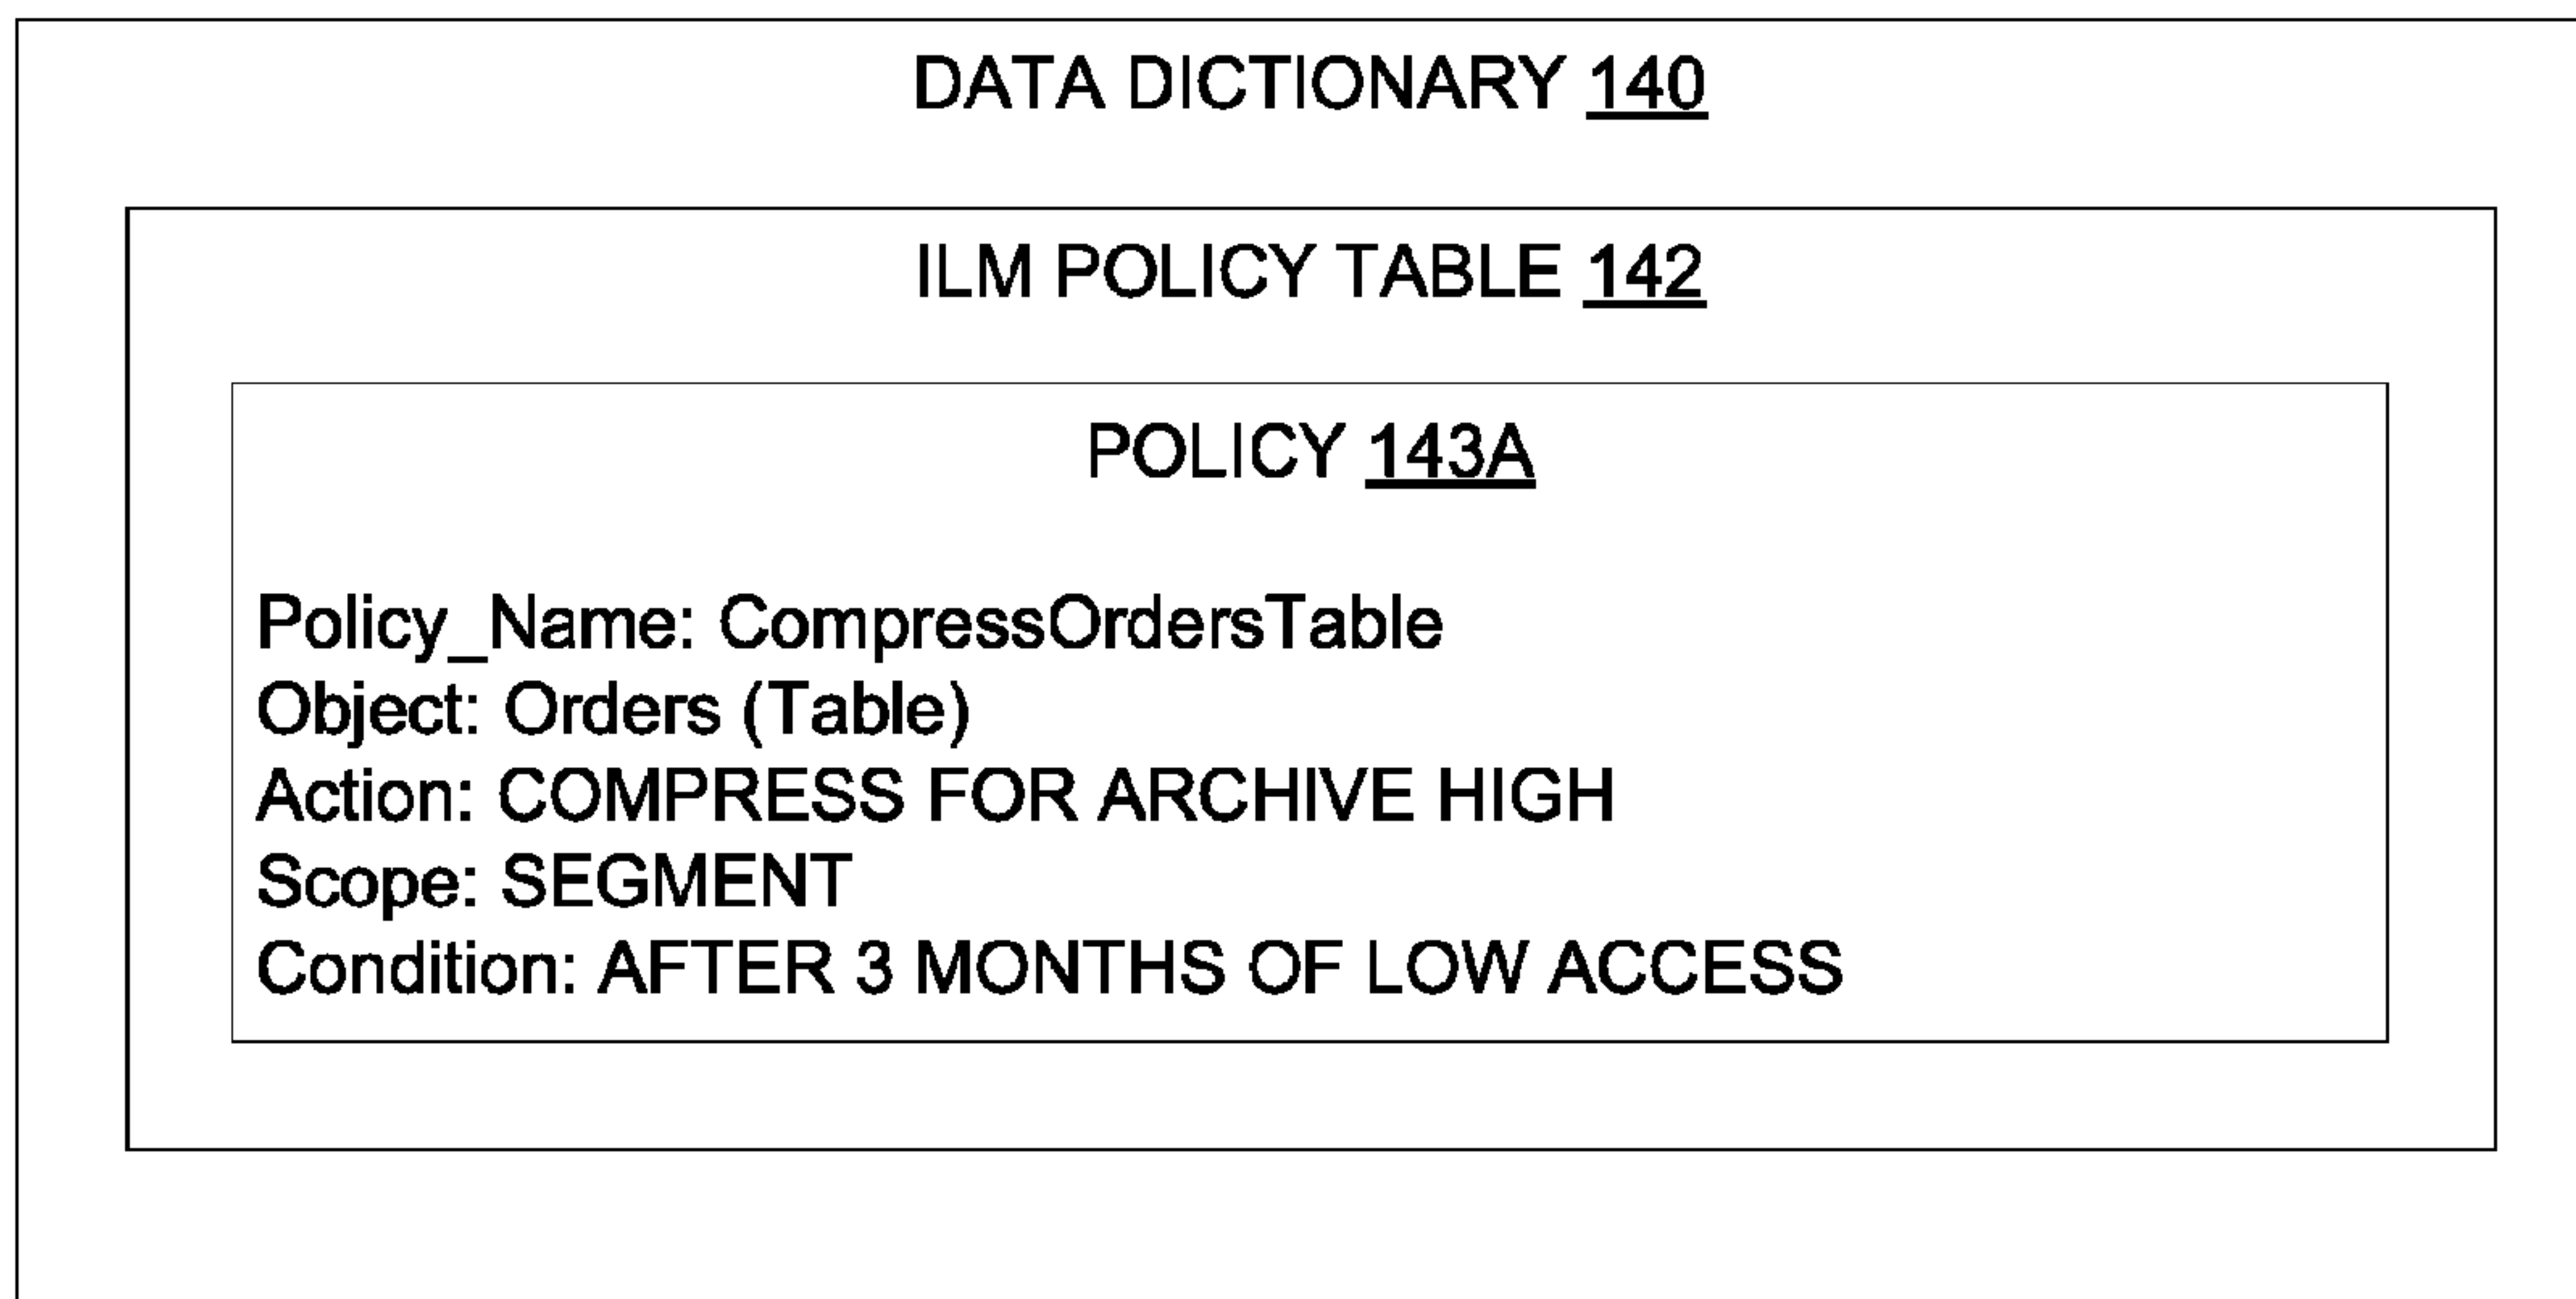 DATA DICTIONARY 140
ILM POLICY TABLE 142
POLICY 143A
Policy_Name: CompressOrdersTable
Object: Orders (Table)
Action: COMPRESS FOR ARCHIVE HIGH
Scope: SEGMENT
Condition: AFTER 3 MONTHS OF LOW ACCESS